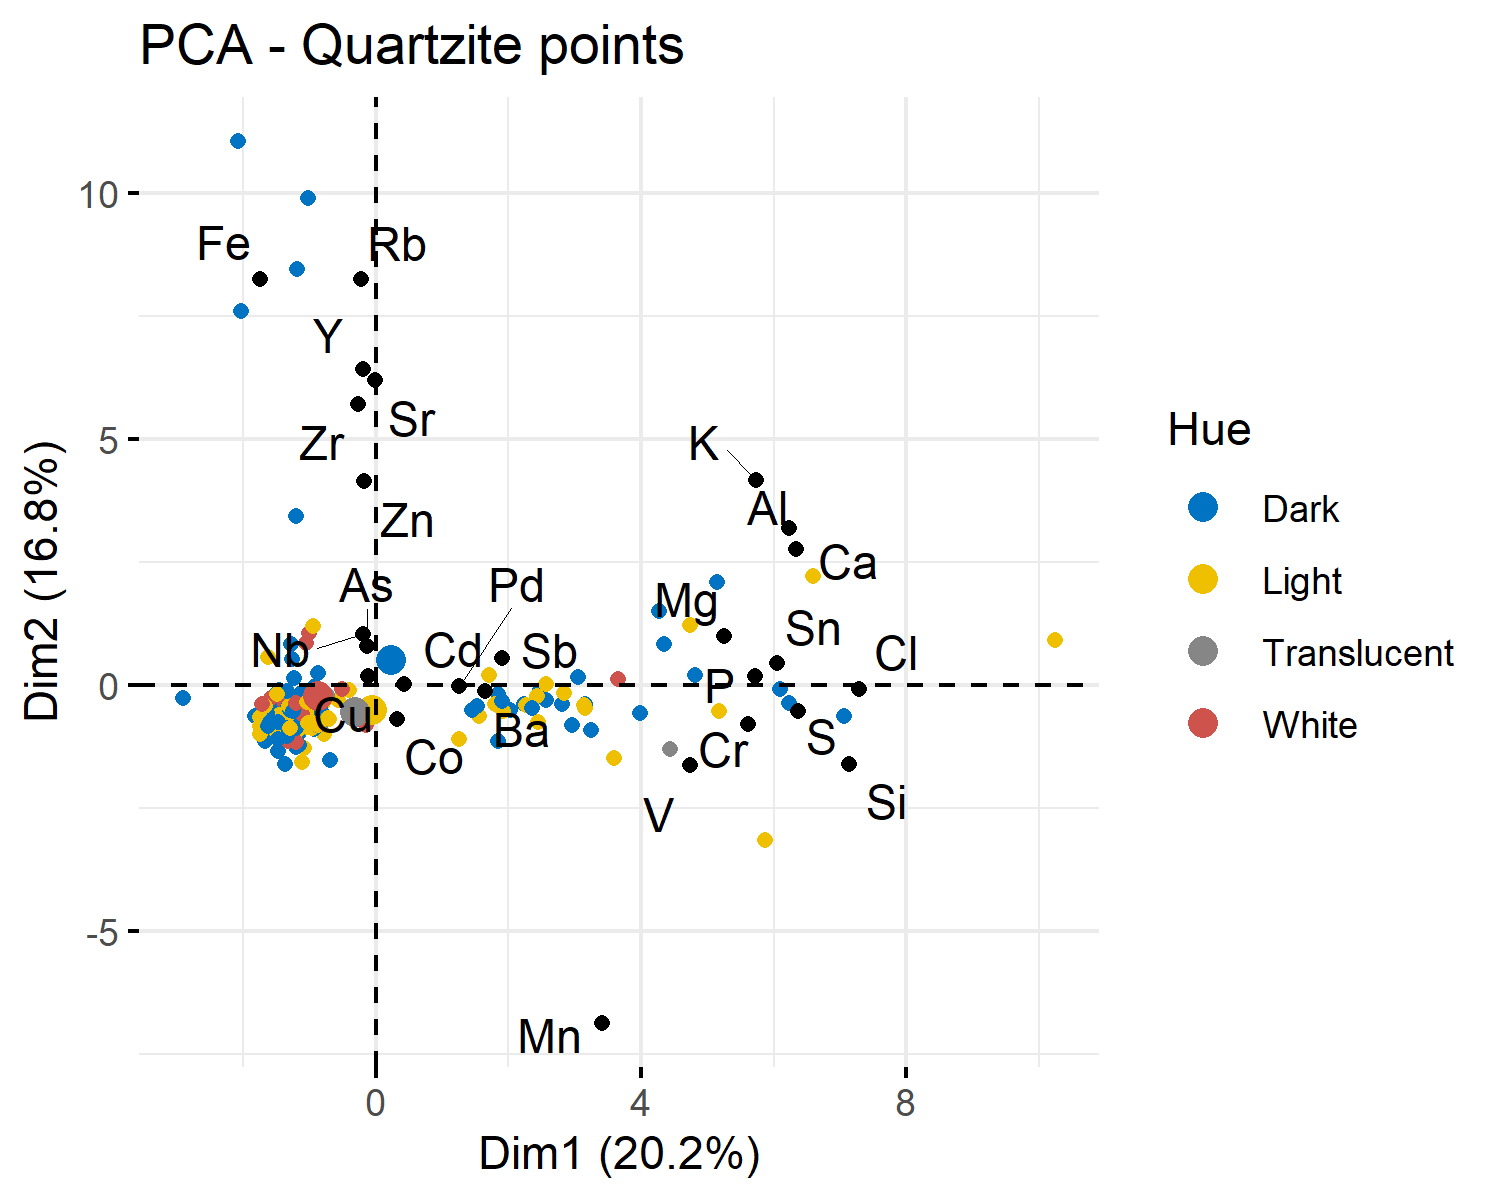 PCA - Quartzite points
Dim2 (16.8%)
10
5
0
-5
Fe
Rb
Y
Sr
Zr
K
Al
Zn
Ca
As
Pd
Mg
Sn
Nb
Cd
Sb
Cl
P
Cu
Ba
Co
Cr
S
V
Si
Mn
0
4
8
Dim1 (20.2%)
Hue
Dark
Light
Translucent
White